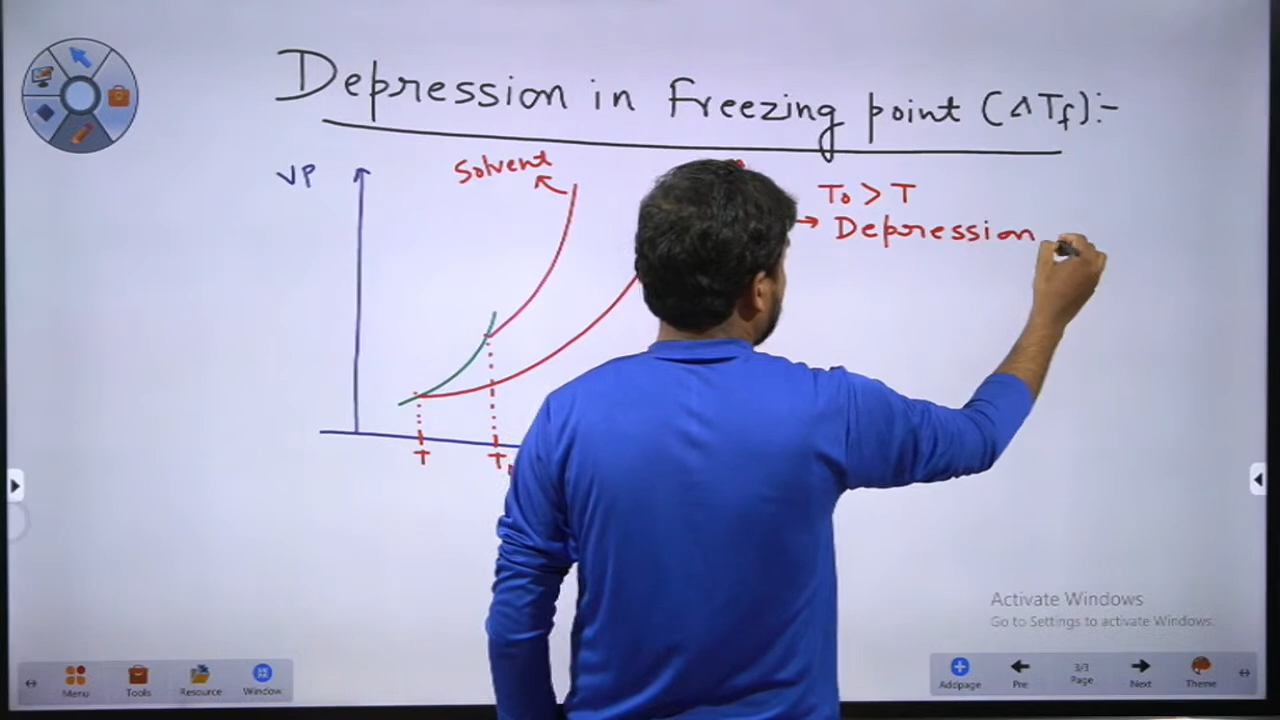 Depression in Freezing point (ΔTf):-
VP
Solvent
T₀ > T
→ Depression
T
T
Activate Windows
Go to Settings to activate Windows.
Menu
Tools
Resource
Window
Addpage
Pre
3/3
Page
Next
Theme